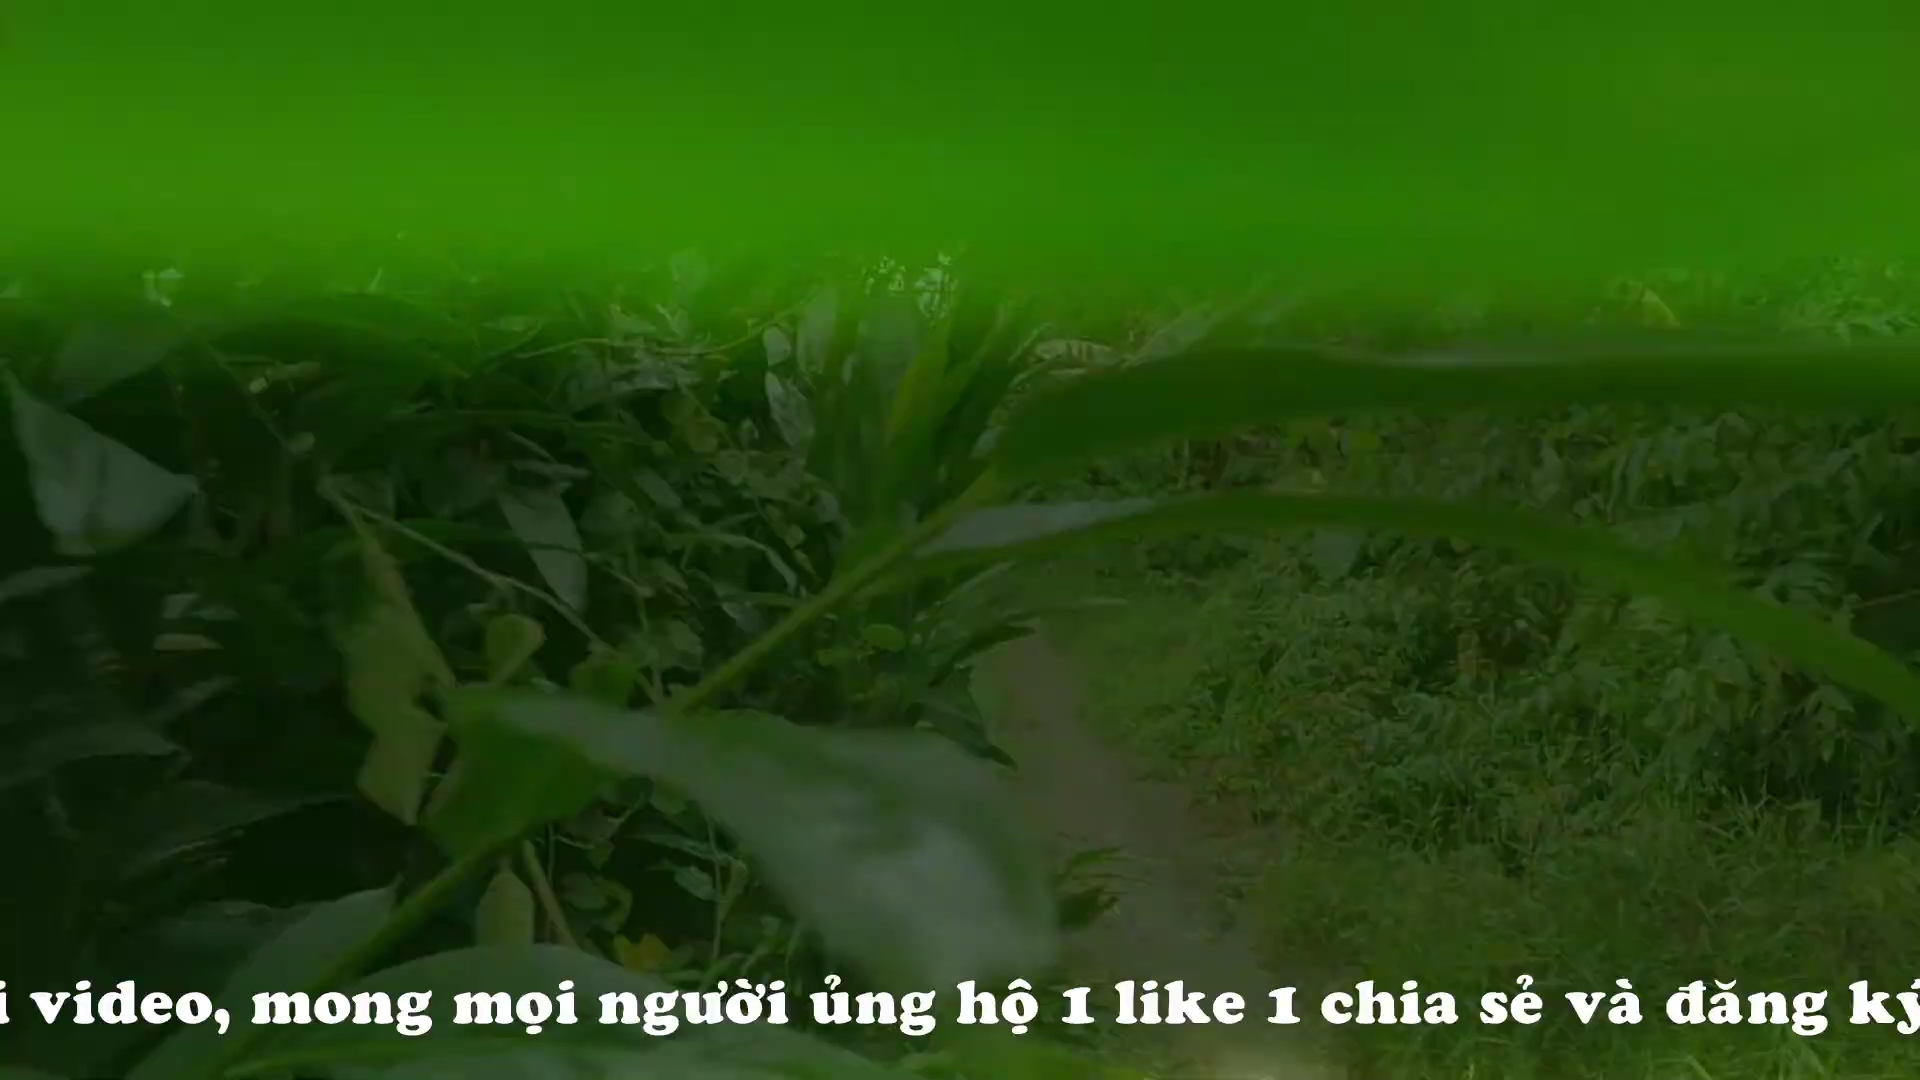 i video, mong mọi người ủng hộ 1 like 1 chia sẻ và đăng ký